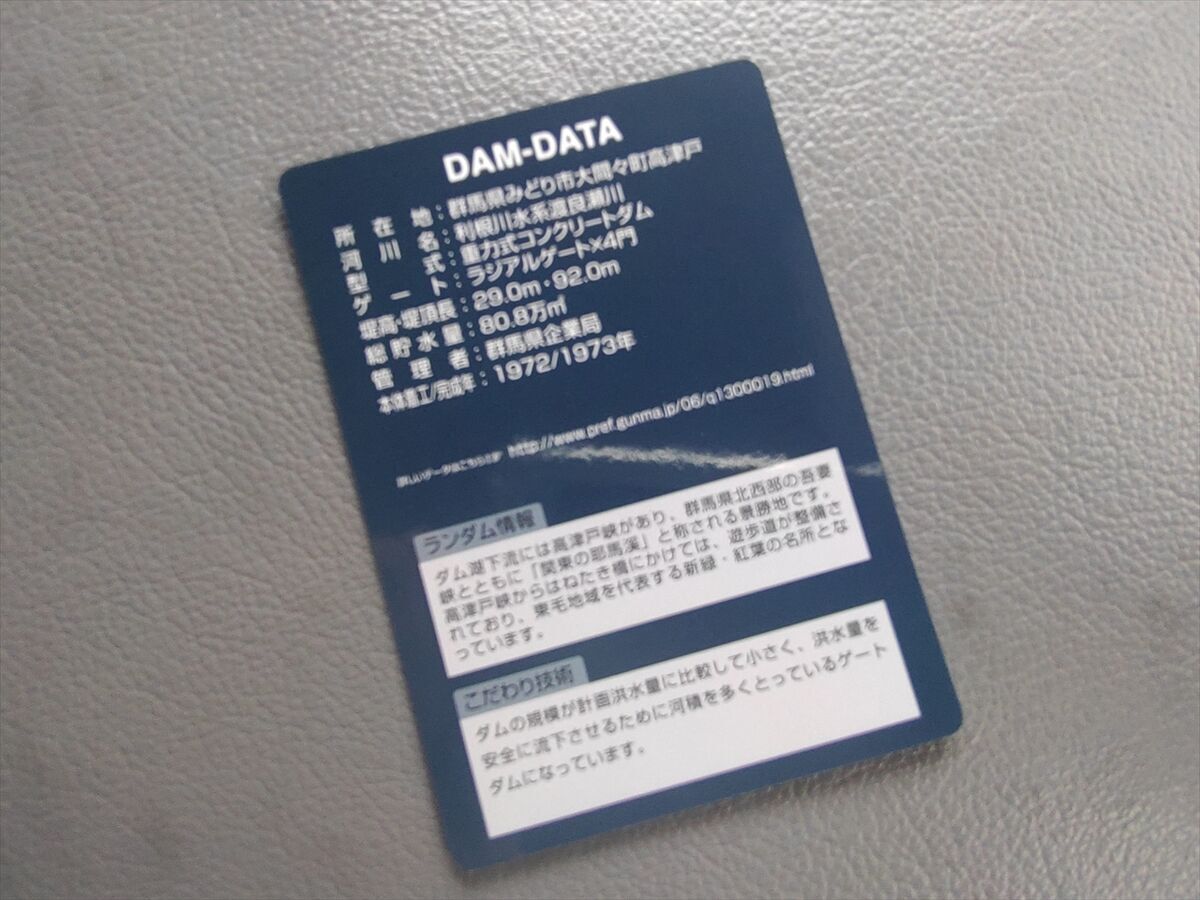 DAM-DATA
所在地：群馬県みどり市大間々町高津戸
河川名：利根川水系渡良瀬川
型式：重力式コンクリートダム
ゲート：ラジアルゲート×4門
堤高・堤頂長：29.0m・92.0m
総貯水量：80.8万㎥
管理者：群馬県企業局
本体着工/完成年：1972/1973年
詳しいデータはこちらです http://www.pref.gunma.jp/06/q1300019.html
ランダム情報
ダム湖下流には高津戸峡があり、群馬県北西部の吾妻
峡とともに「関東の耶馬溪」と称される景勝地です。
高津戸峡からはねたき橋にかけては、遊歩道が整備さ
れており、東毛地域を代表する新緑・紅葉の名所とな
っています。
こだわり技術
ダムの規模が計画洪水量に比較して小さく、洪水量を
安全に流下させるために河積を多くとっているゲート
ダムになっています。